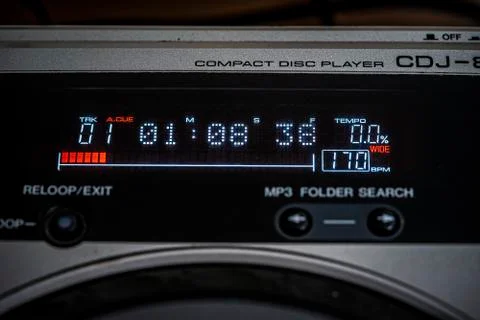 OFF
COMPACT DISC PLAYER CDJ-8
TRK A.CUE M S F TEMPO
01 01:08 38 0.0%
WIDE
170 BPM
RELOOP/EXIT MP3 FOLDER SEARCH
OOP